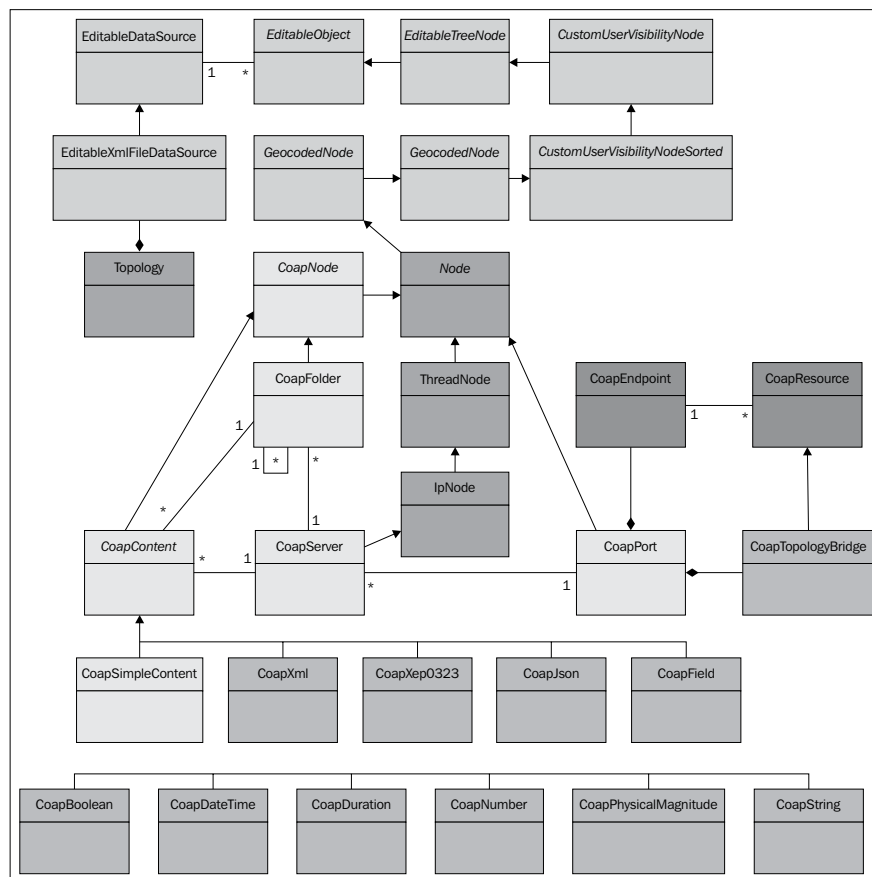 EditableDataSource
EditableObject
EditableTreeNode
CustomUserVisibilityNode
1
*
EditableXmlFileDataSource
GeocodedNode
GeocodedNode
CustomUserVisibilityNodeSorted
Topology
CoapNode
Node
CoapFolder
ThreadNode
CoapEndpoint
CoapResource
1
*
1
1
*
*
*
IpNode
1
CoapContent
CoapServer
CoapPort
CoapTopologyBridge
*
1
*
1
CoapSimpleContent
CoapXml
CoapXep0323
CoapJson
CoapField
CoapBoolean
CoapDateTime
CoapDuration
CoapNumber
CoapPhysicalMagnitude
CoapString